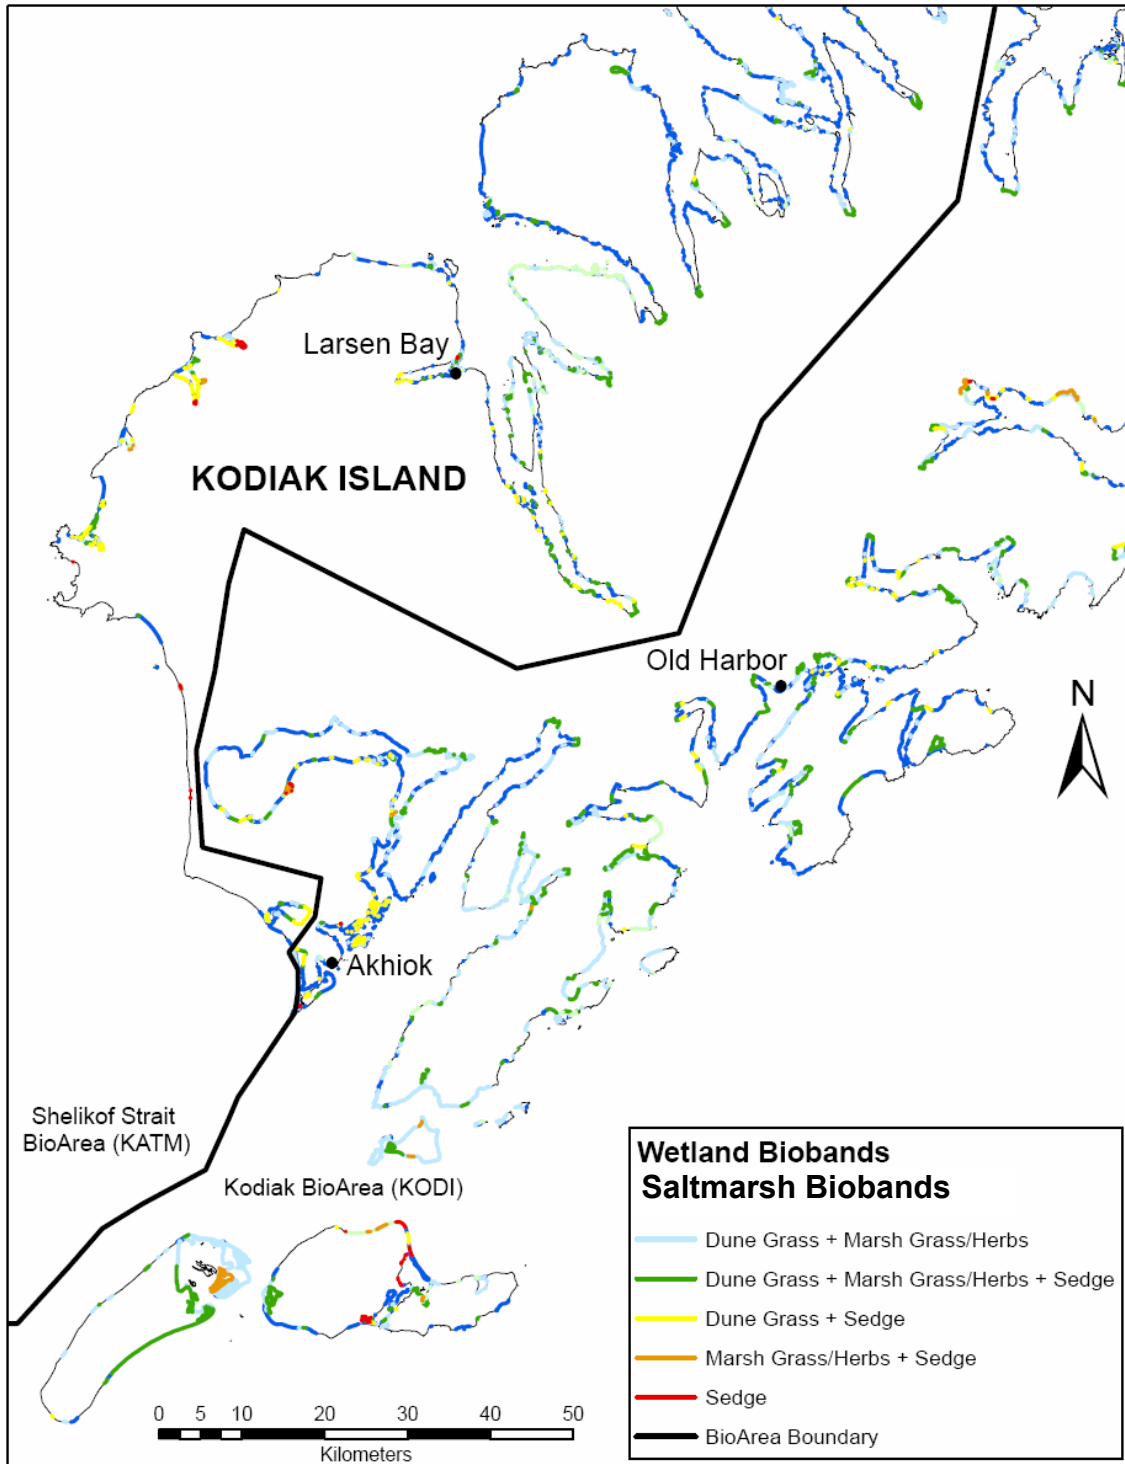 Larsen Bay
KODIAK ISLAND
Old Harbor
N
Akhiok
Shelikof Strait
BioArea (KATM)
Kodiak BioArea (KODI)
Wetland Biobands
Saltmarsh Biobands
Dune Grass + Marsh Grass/Herbs
Dune Grass + Marsh Grass/Herbs + Sedge
Dune Grass + Sedge
Marsh Grass/Herbs + Sedge
Sedge
BioArea Boundary
0 5 10 20 30 40 50
Kilometers